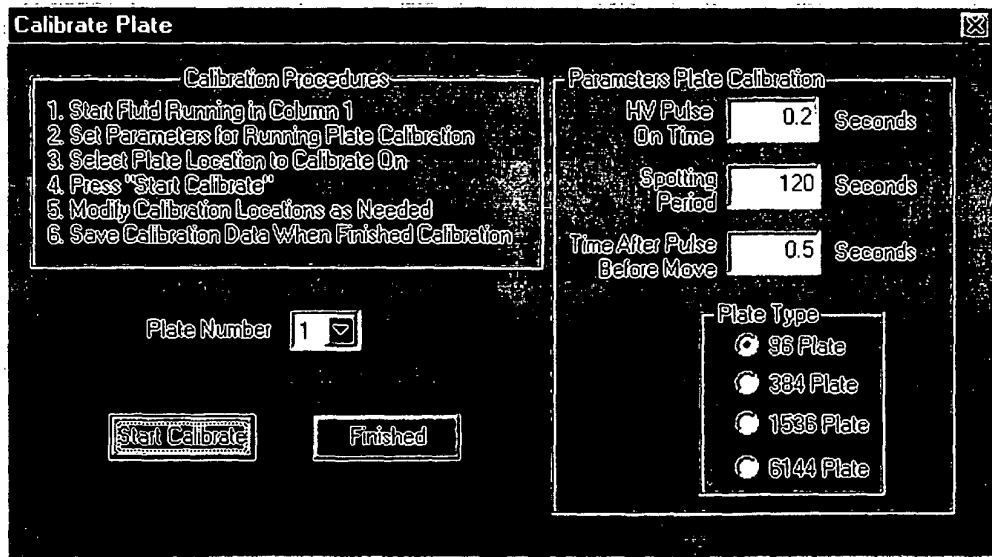 Calibrate Plate
Calibration Procedures
1. Start Fluid Running in Column 1
2. Set Parameters for Running Plate Calibration
3. Select Plate Location to Calibrate On
4. Press "Start Calibrate"
5. Modify Calibration Locations as Needed
6. Save Calibration Data When Finished Calibration
Plate Number 1
Start Calibrate
Finished
Parameters Plate Calibration
HV Pulse
On Time 0.2 Seconds
Spotting
Period 120 Seconds
Time After Pulse
Before Move 0.5 Seconds
Plate Type
96 Plate
384 Plate
1536 Plate
6144 Plate